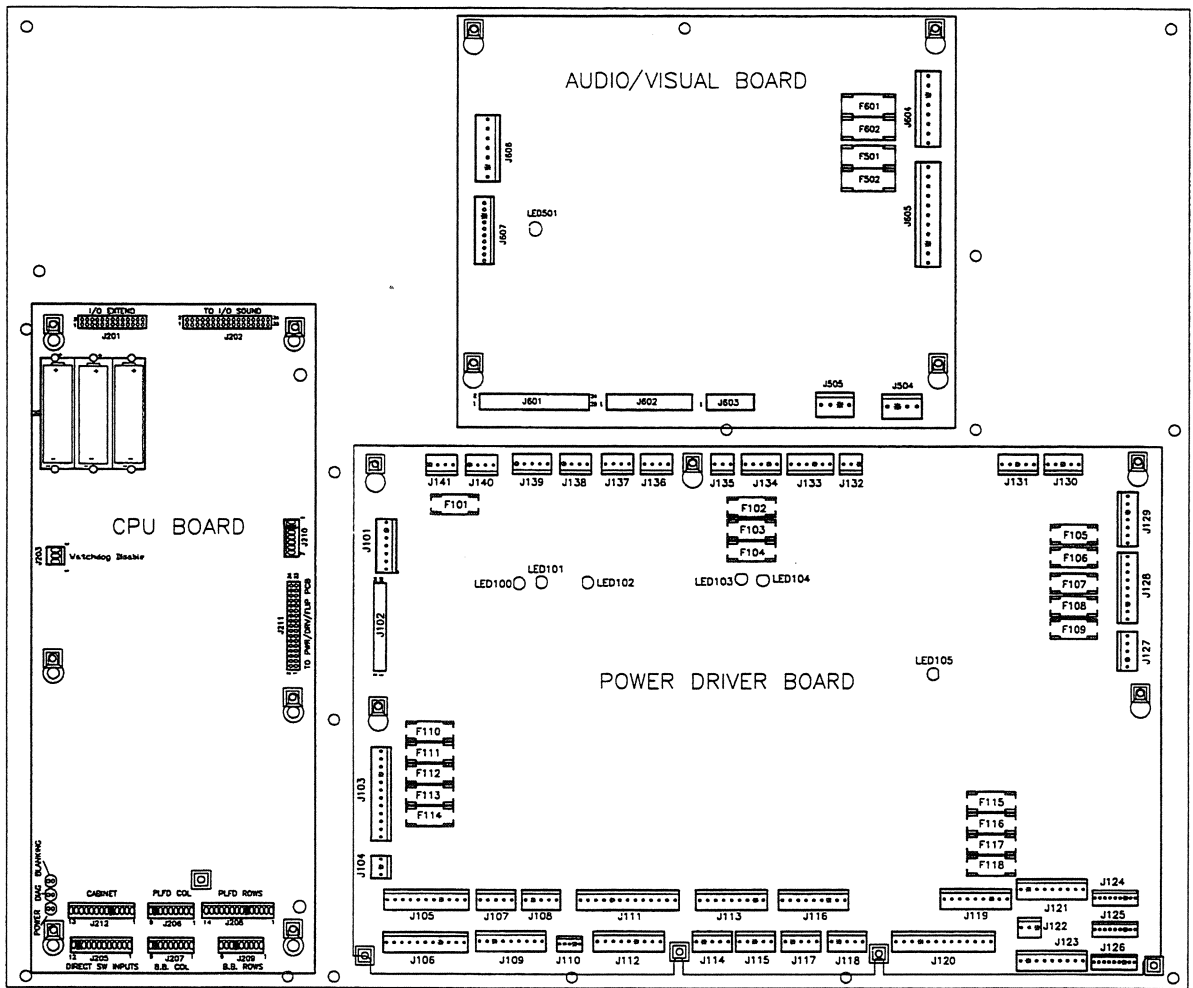 AUDIO/VISUAL BOARD
F601
F602
F501
F502
J604
J605
J606
J607
LED501
J601
J602
J603
J505
J504
I/O EXTEND
J201
TO I/O SOUND
J202
CPU BOARD
J203
Watchdog Disable
J210
J211
TO PWR/DRV/FLIP PCB
POWER
DIAG
BLANKING
CABINET
J212
PLFD COL
J206
PLFD ROWS
J208
J205
DIRECT SW INPUTS
J207
B.B. COL
J209
B.B. ROWS
POWER DRIVER BOARD
J141
J140
J139
J138
J137
J136
J135
J134
J133
J132
J131
J130
F101
F102
F103
F104
J101
J102
LED100
LED101
LED102
LED103
LED104
LED105
F105
F106
F107
F108
F109
J129
J128
J127
F110
F111
F112
F113
F114
J103
J104
F115
F116
F117
F118
J105
J107
J108
J111
J113
J116
J119
J121
J124
J122
J125
J106
J109
J110
J112
J114
J115
J117
J118
J120
J123
J126